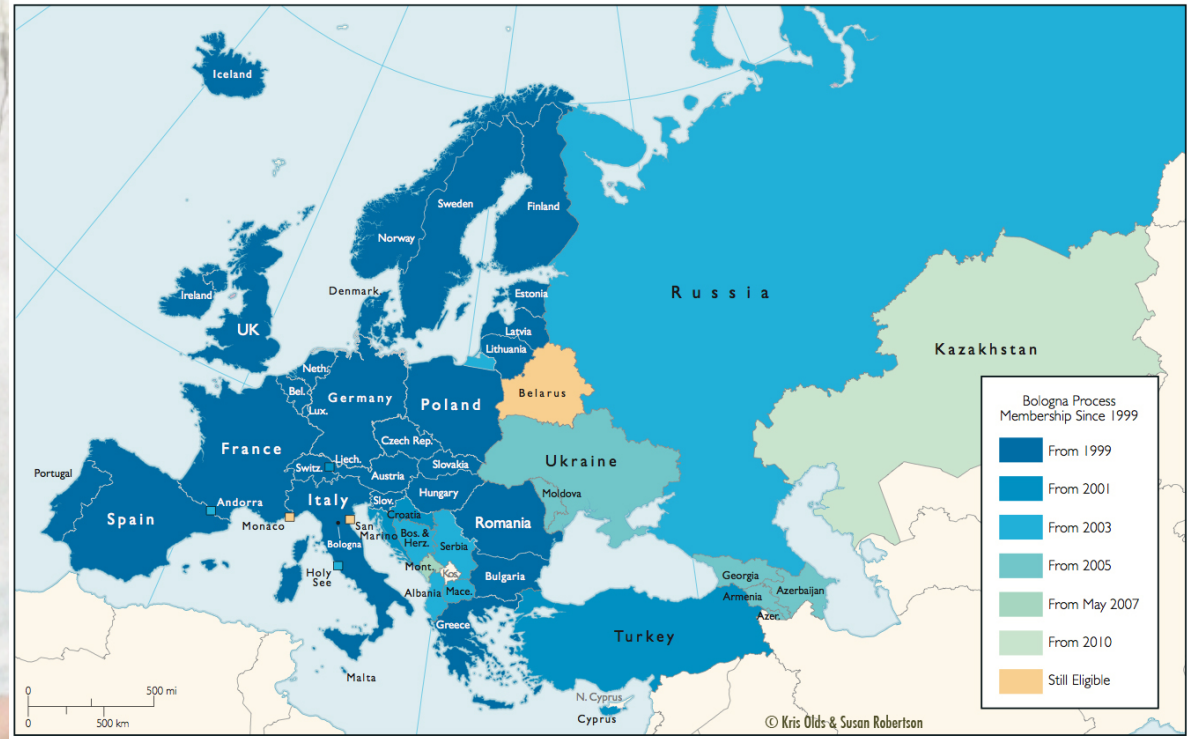 Iceland
Sweden
Finland
Norway
Russia
Denmark
Estonia
Ireland
Latvia
UK
Lithuania
Kazakhstan
Neth.
Belarus
Bel.
Germany
Poland
Lux.
Czech Rep.
France
Ukraine
Liech.
Slovakia
Switz.
Portugal
Austria
Hungary
Moldova
Andorra
Italy
Slov.
Spain
Croatia
Romania
Monaco
San
Marino
Bos. &
Herz.
Bologna
Serbia
Mont.
Kos.
Holy
See
Bulgaria
Georgia
Albania
Mace.
Armenia
Azerbaijan
Azer.
Greece
Turkey
Malta
N. Cyprus
Cyprus
Bologna Process
Membership Since 1999
From 1999
From 2001
From 2003
From 2005
From May 2007
From 2010
Still Eligible
0 500 mi
0 500 km
© Kris Olds & Susan Robertson